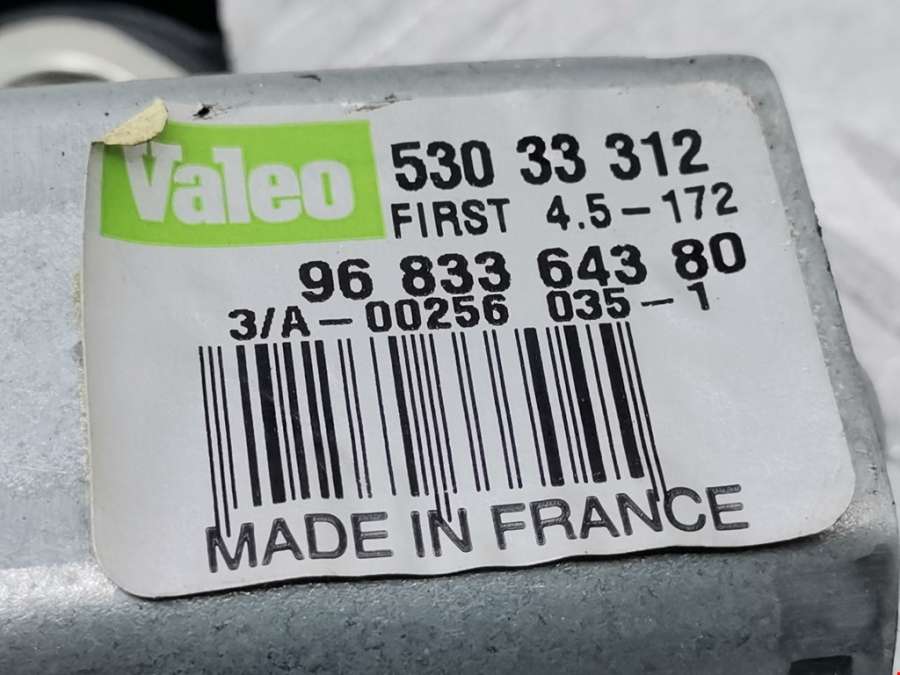 Valeo
530 33 312
FIRST 4.5-172
96 833 643 80
3/A-00256 035-1
MADE IN FRANCE